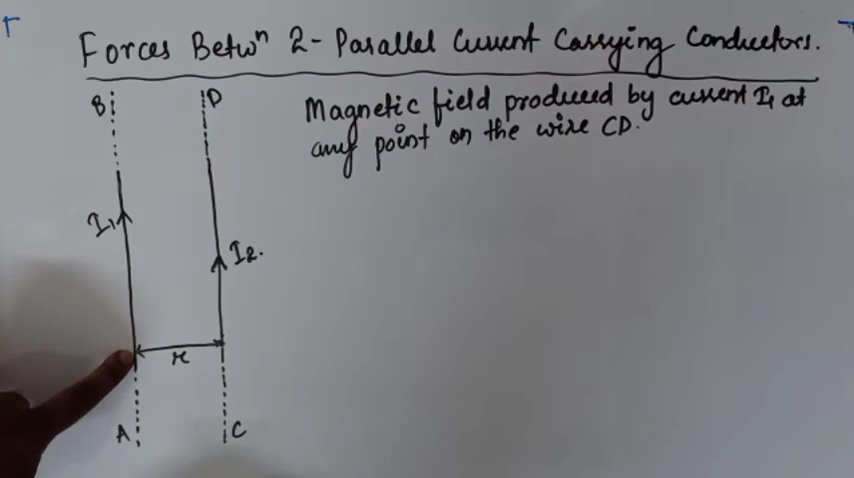 Forces Betwⁿ 2- Parallel Current Carrying Conductors.
B D
Magnetic field produced by current I₁ at
any point on the wire CD.
I₁
I₂.
r
A C